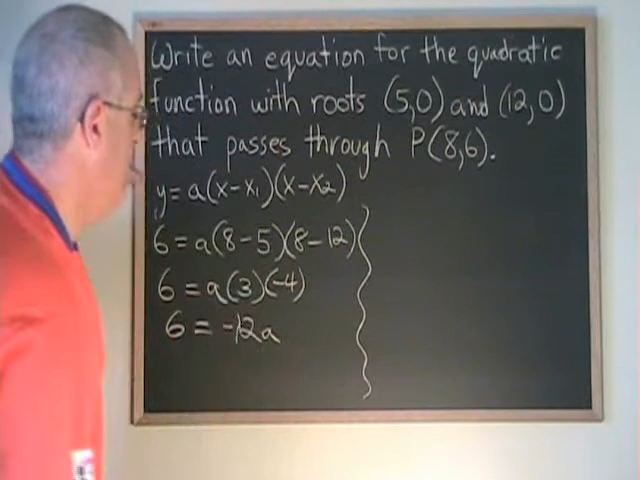 Write an equation for the quadratic
function with roots (5,0) and (12,0)
that passes through P(8,6).
y = a(x-x₁)(x-x₂)
6 = a(8-5)(8-12)
6 = a(3)(-4)
6 = -12a